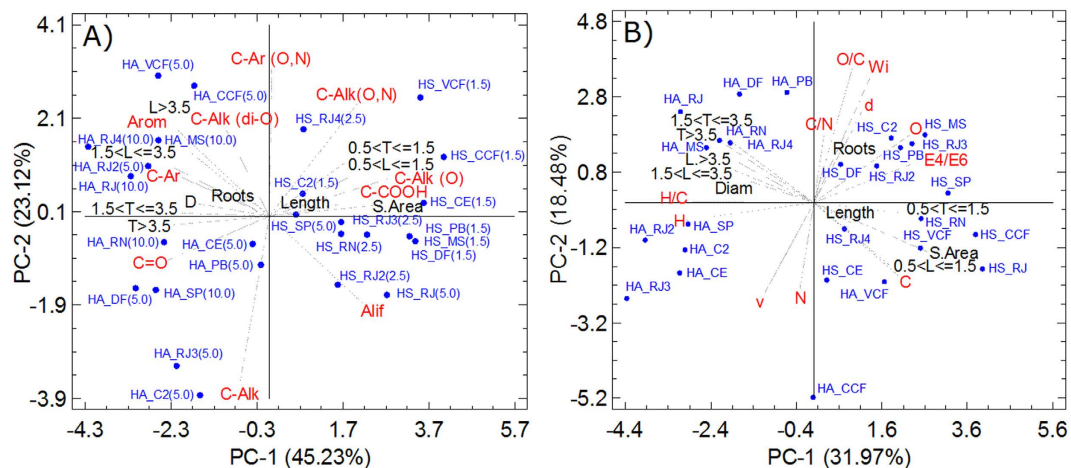 A)
4.1
2.1
0.1
-1.9
-3.9
PC-2 (23.12%)
-4.3
-2.3
-0.3
1.7
3.7
5.7
PC-1 (45.23%)
C-Ar (O,N)
HA_VCF(5.0)
HA_CCF(5.0)
L>3.5
C-Alk(O,N)
HS_VCF(1.5)
Arom
C-Alk (di-O)
HS_RJ4(2.5)
HA_RJ4(10.0)
HA_MS(10.0)
0.5<T<=1.5
1.5<L<=3.5
0.5<L<=1.5
HS_CCF(1.5)
HA_RJ2(5.0)
C-Ar
HS_C2(1.5)
C-Alk (O)
HA_RJ(10.0)
Roots
C-COOH
D
Length
HS_CE(1.5)
1.5<T<=3.5
S.Area
T>3.5
HS_SP(5.0)
HS_RJ3(2.5)
HS_PB(1.5)
HA_RN(10.0)
HA_CE(5.0)
HS_RN(2.5)
HS_MS(1.5)
HS_DF(1.5)
C=O
HA_PB(5.0)
HS_RJ2(2.5)
HA_DF(5.0)
HA_SP(10.0)
HS_RJ(5.0)
Alif
HA_RJ3(5.0)
HA_C2(5.0)
C-Alk
B)
2.8
0.8
-1.2
-3.2
-5.2
PC-2 (18.48%)
-4.4
-2.4
-0.4
1.6
3.6
5.6
PC-1 (31.97%)
O/C
Wi
HA_DF
HA_PB
HA_RJ
d
1.5<T<=3.5
C/N
T>3.5
HA_RN
HS_C2
O
HS_MS
HA_MS
HA_RJ4
Roots
HS_PB
HS_RJ3
L.>3.5
HS_DF
HS_RJ2
E4/E6
1.5<L<=3.5
Diam
H/C
HS_SP
Length
0.5<T<=1.5
H
HA_SP
HS_RN
HA_RJ2
HS_RJ4
HS_VCF
HS_CCF
HA_C2
S.Area
HA_CE
0.5<L<=1.5
HS_RJ
HS_CE
C
HA_RJ3
v
N
HA_VCF
HA_CCF